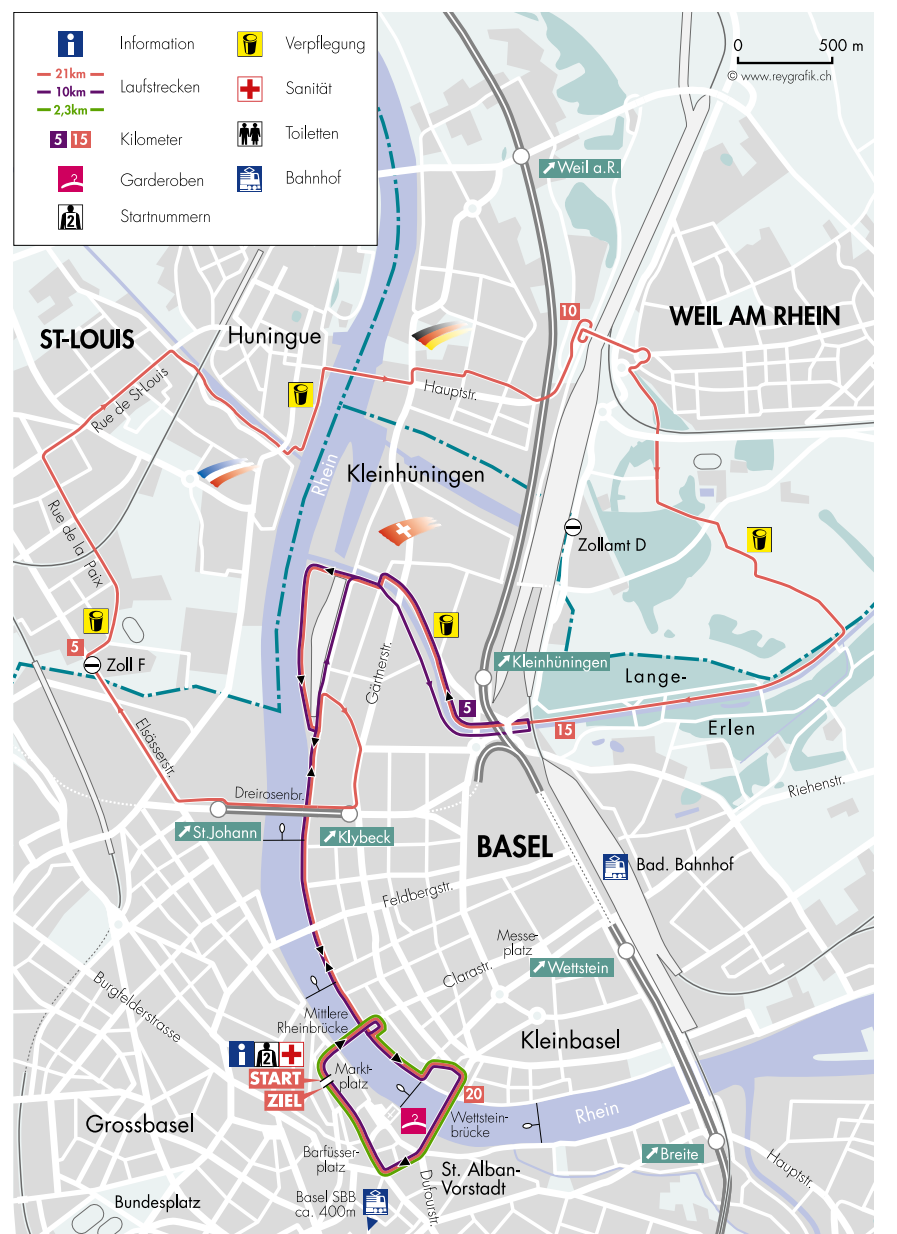 Information
Verpflegung
21km
10km
2,3km
Laufstrecken
Sanität
5 15
Kilometer
Toiletten
Garderoben
Bahnhof
2
Startnummern
0 500 m
© www.reygrafik.ch
Weil a.R.
10
WEIL AM RHEIN
ST-LOUIS
Huningue
Rue de St-Louis
Hauptstr.
Rhein
Kleinhüningen
Rue de la Paix
Zollamt D
5
Zoll F
Gärtnerstr.
Kleinhüningen
Lange-
Erlen
5
15
Elsässerstr.
Riehenstr.
Dreirosenbr.
St.Johann
Klybeck
BASEL
Bad. Bahnhof
Feldbergstr.
Messe-
platz
Clarastr.
Wettstein
Burgfelderstrasse
Mittlere
Rheinbrücke
Kleinbasel
2
START
ZIEL
Markt-
platz
20
Wettstein-
brücke
Rhein
Grossbasel
Barfüsser-
platz
St. Alban-
Vorstadt
Breite
Hauptstr.
Dufourstr.
Bundesplatz
Basel SBB
ca. 400m